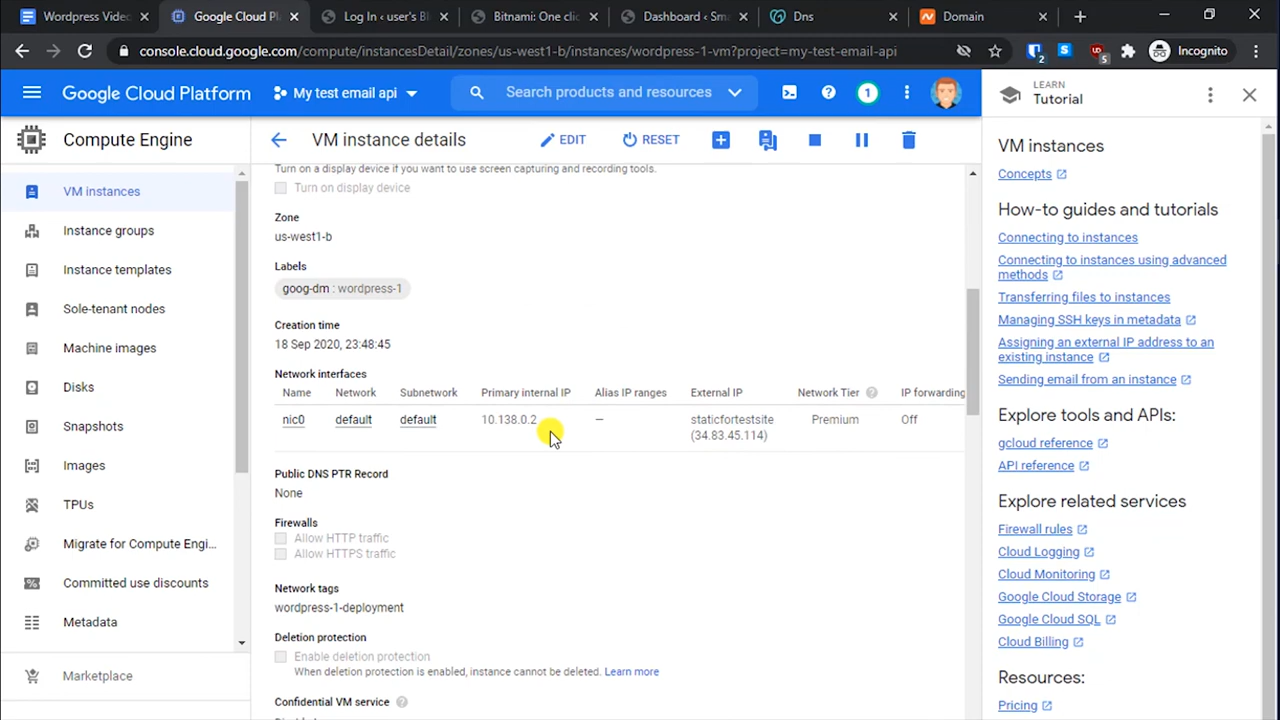 Wordpress Vide
Google Cloud Pl
Log In ‹ user's Bl
Bitnami: One cli
Dashboard ‹ Sm
Dns
Domain
console.cloud.google.com/compute/instancesDetail/zones/us-west1-b/instances/wordpress-1-vm?project=my-test-email-api
2
5
Incognito
Google Cloud Platform
My test email api
Search products and resources
1
LEARN
Tutorial
Compute Engine
VM instance details
EDIT
RESET
VM instances
Instance groups
Instance templates
Sole-tenant nodes
Machine images
Disks
Snapshots
Images
TPUs
Migrate for Compute Engi...
Committed use discounts
Metadata
Marketplace
Turn on a display device if you want to use screen capturing and recording tools.
Turn on display device
Zone
us-west1-b
Labels
goog-dm : wordpress-1
Creation time
18 Sep 2020, 23:48:45
Network interfaces
Name Network Subnetwork Primary internal IP Alias IP ranges External IP Network Tier IP forwarding
nic0 default default 10.138.0.2 — staticfortestsite Premium Off
(34.83.45.114)
Public DNS PTR Record
None
Firewalls
Allow HTTP traffic
Allow HTTPS traffic
Network tags
wordpress-1-deployment
Deletion protection
Enable deletion protection
When deletion protection is enabled, instance cannot be deleted. Learn more
Confidential VM service
VM instances
Concepts
How-to guides and tutorials
Connecting to instances
Connecting to instances using advanced
methods
Transferring files to instances
Managing SSH keys in metadata
Assigning an external IP address to an
existing instance
Sending email from an instance
Explore tools and APIs:
gcloud reference
API reference
Explore related services
Firewall rules
Cloud Logging
Cloud Monitoring
Google Cloud Storage
Google Cloud SQL
Cloud Billing
Resources:
Pricing